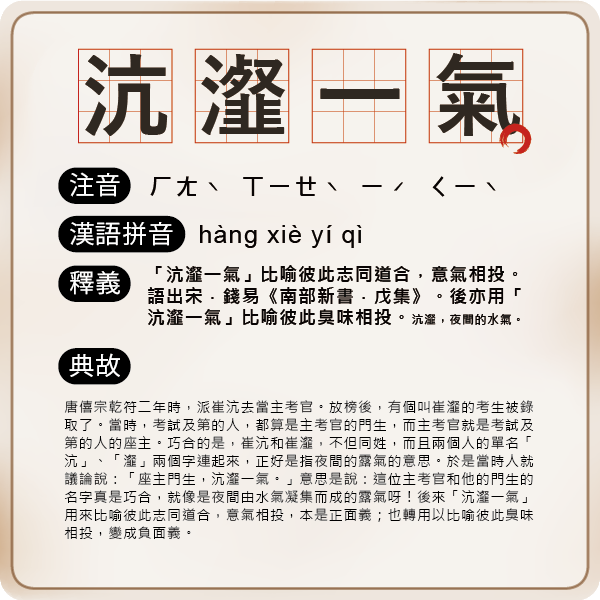 沆瀣一氣
注音 ㄏㄤˋ ㄒㄧㄝˋ ㄧˊ ㄑㄧˋ
漢語拼音 hàng xiè yí qì
釋義 「沆瀣一氣」比喻彼此志同道合，意氣相投。
語出宋．錢易《南部新書．戊集》。後亦用「
沆瀣一氣」比喻彼此臭味相投。沆瀣，夜間的水氣。
典故
唐僖宗乾符二年時，派崔沆去當主考官。放榜後，有個叫崔瀣的考生被錄
取了。當時，考試及第的人，都算是主考官的門生，而主考官就是考試及
第的人的座主。巧合的是，崔沆和崔瀣，不但同姓，而且兩個人的單名「
沆」、「瀣」兩個字連起來，正好是指夜間的露氣的意思。於是當時人就
議論說：「座主門生，沆瀣一氣。」意思是說：這位主考官和他的門生的
名字真是巧合，就像是夜間由水氣凝集而成的露氣呀！後來「沆瀣一氣」
用來比喻彼此志同道合，意氣相投，本是正面義；也轉用以比喻彼此臭味
相投，變成負面義。